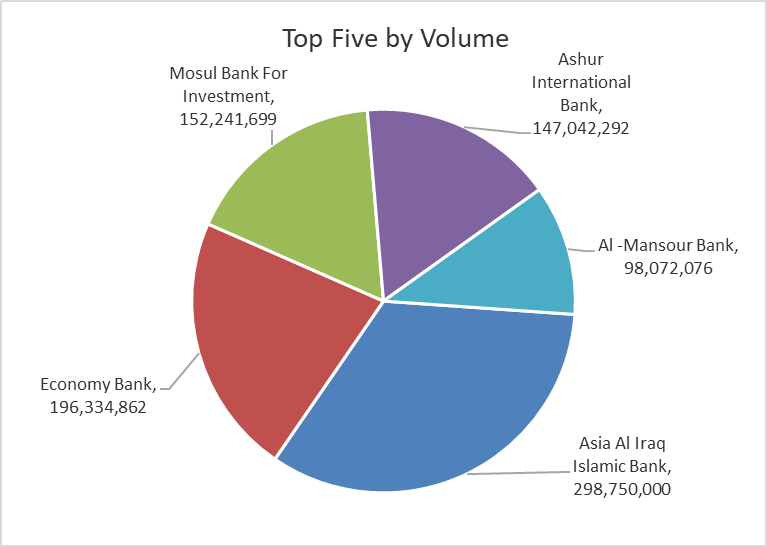 Top Five by Volume
Mosul Bank For
Investment,
152,241,699
Ashur
International
Bank,
147,042,292
Al -Mansour Bank,
98,072,076
Economy Bank,
196,334,862
Asia Al Iraq
Islamic Bank,
298,750,000